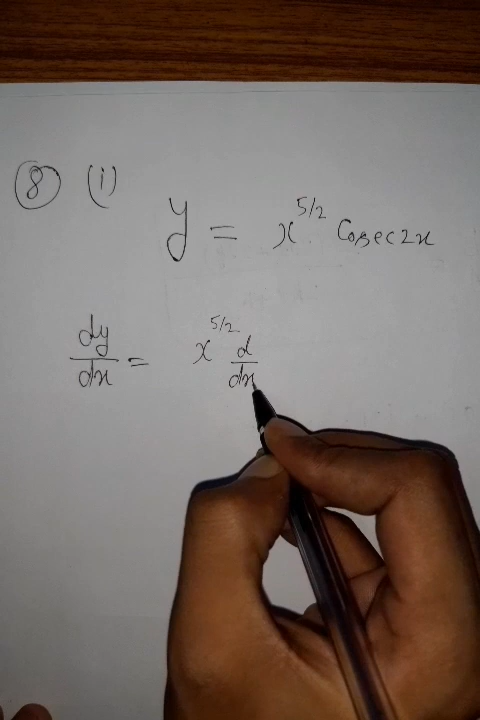 8 (i)
y = x^5/2 Cosec2x
dy/dx = x^5/2 d/dx